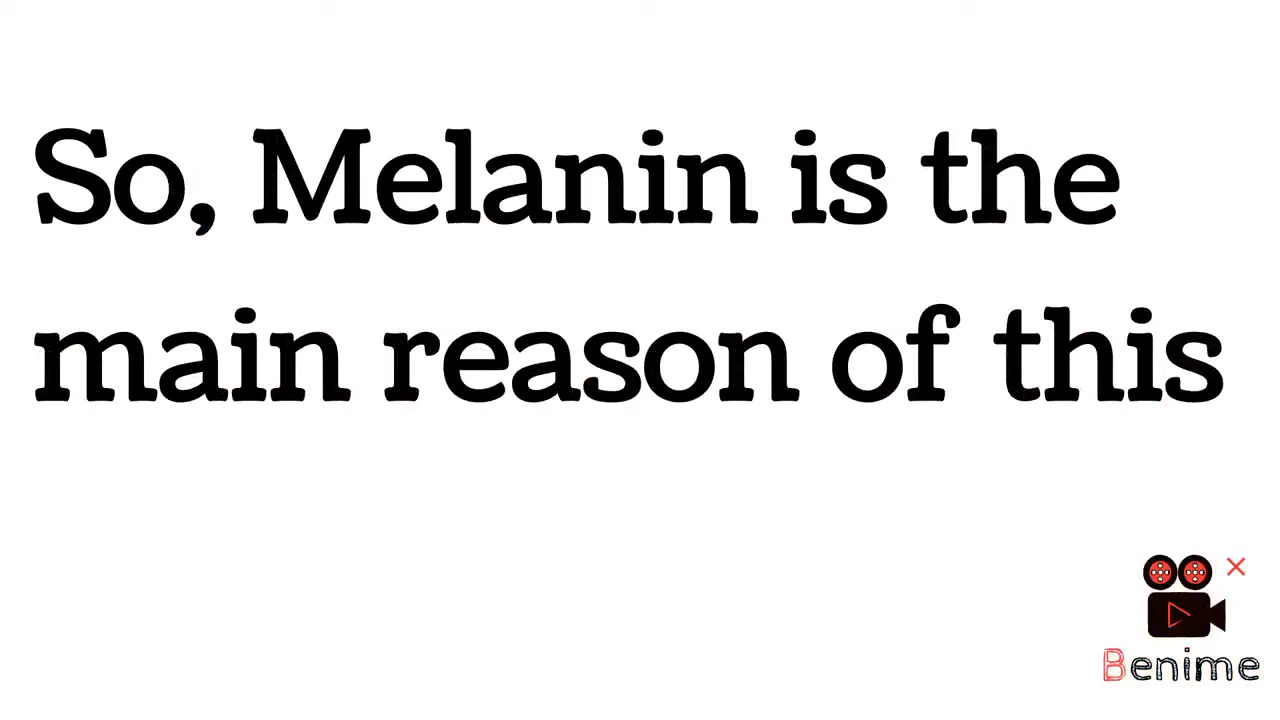 So, Melanin is the
main reason of this
Benime